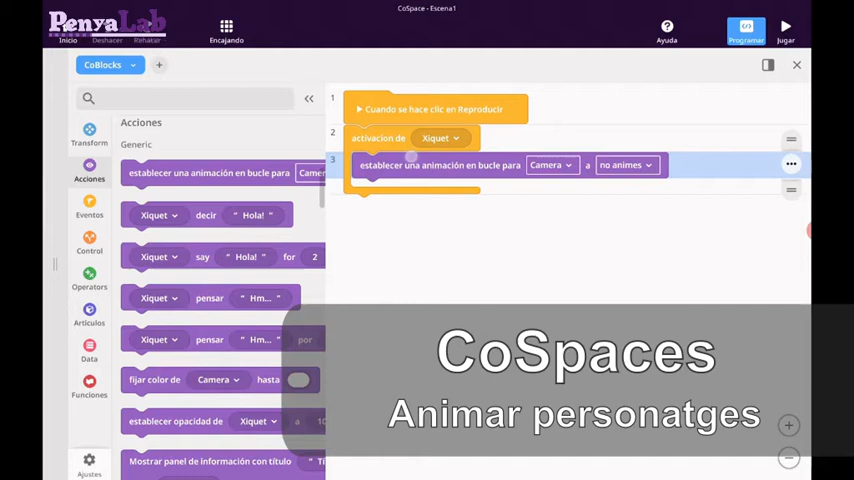 CoSpace - Escena1
PenyaLab
Inicio
Deshacer
Rehacer
Encajando
Ayuda
Programar
Jugar
CoBlocks
Transform
Acciones
Eventos
Control
Operators
Artículos
Data
Funciones
Ajustes
Acciones
Generic
establecer una animación en bucle para Camer
Xiquet decir “ Hola! ”
Xiquet say “ Hola! ” for 2
Xiquet pensar “ Hm... ”
Xiquet pensar “ Hm... ” por
fijar color de Camera hasta
establecer opacidad de Xiquet a 10
Mostrar panel de información con título “ Tí
1 Cuando se hace clic en Reproducir
2 activacion de Xiquet
3 establecer una animación en bucle para Camera a no animes
CoSpaces
Animar personatges